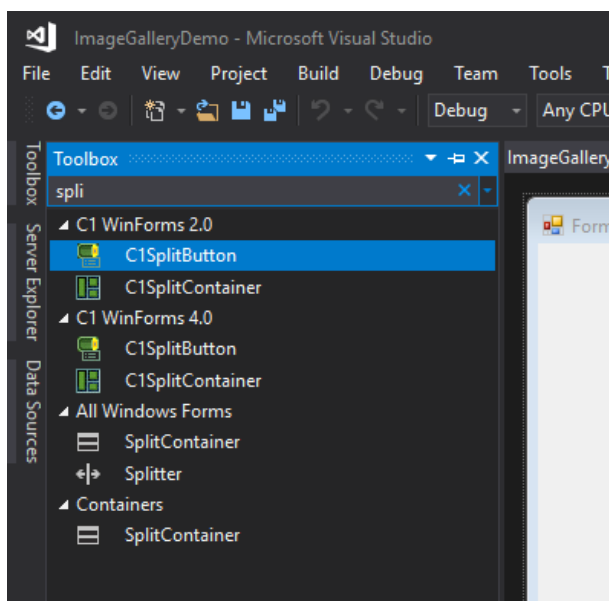 ImageGalleryDemo - Microsoft Visual Studio
File Edit View Project Build Debug Team Tools
Debug Any CPU
Toolbox
Server Explorer
Data Sources
Toolbox
spli
C1 WinForms 2.0
C1SplitButton
C1SplitContainer
C1 WinForms 4.0
C1SplitButton
C1SplitContainer
All Windows Forms
SplitContainer
Splitter
Containers
SplitContainer
ImageGallery
Form